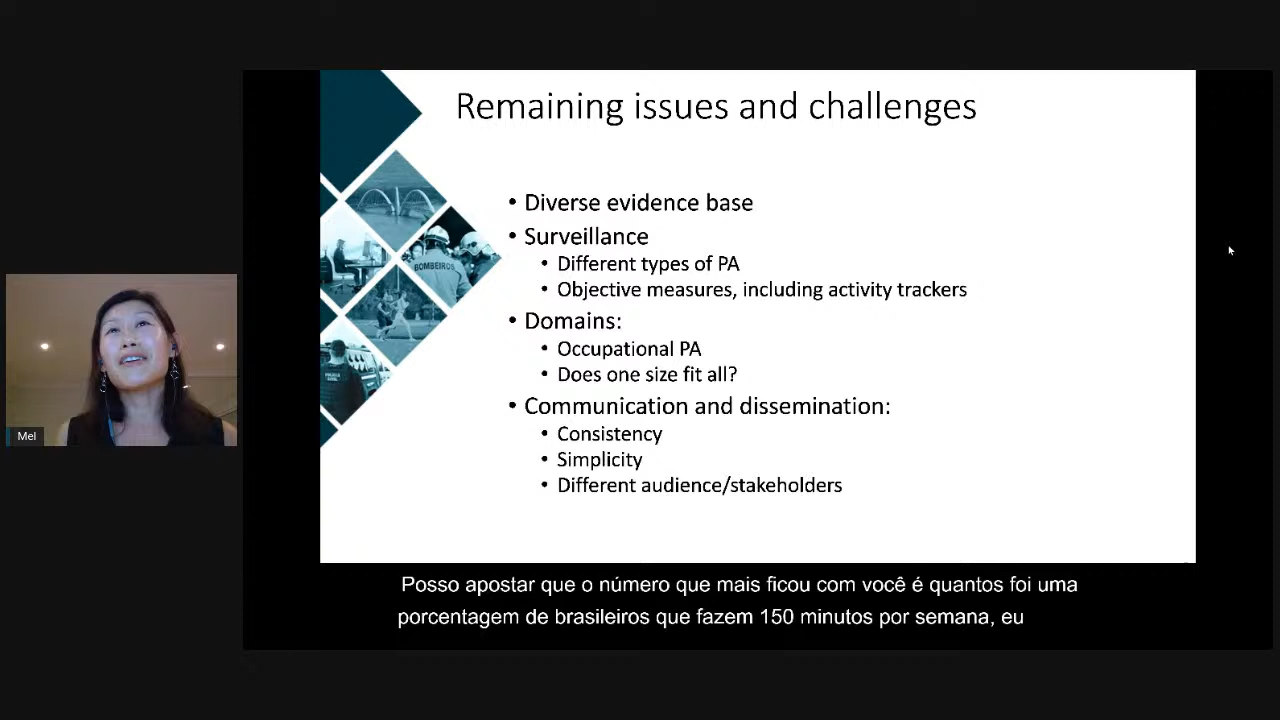 Remaining issues and challenges
• Diverse evidence base
• Surveillance
• Different types of PA
• Objective measures, including activity trackers
• Domains:
• Occupational PA
• Does one size fit all?
• Communication and dissemination:
• Consistency
• Simplicity
• Different audience/stakeholders
BOMBEIROS
Mel
Posso apostar que o número que mais ficou com você é quantos foi uma
porcentagem de brasileiros que fazem 150 minutos por semana, eu